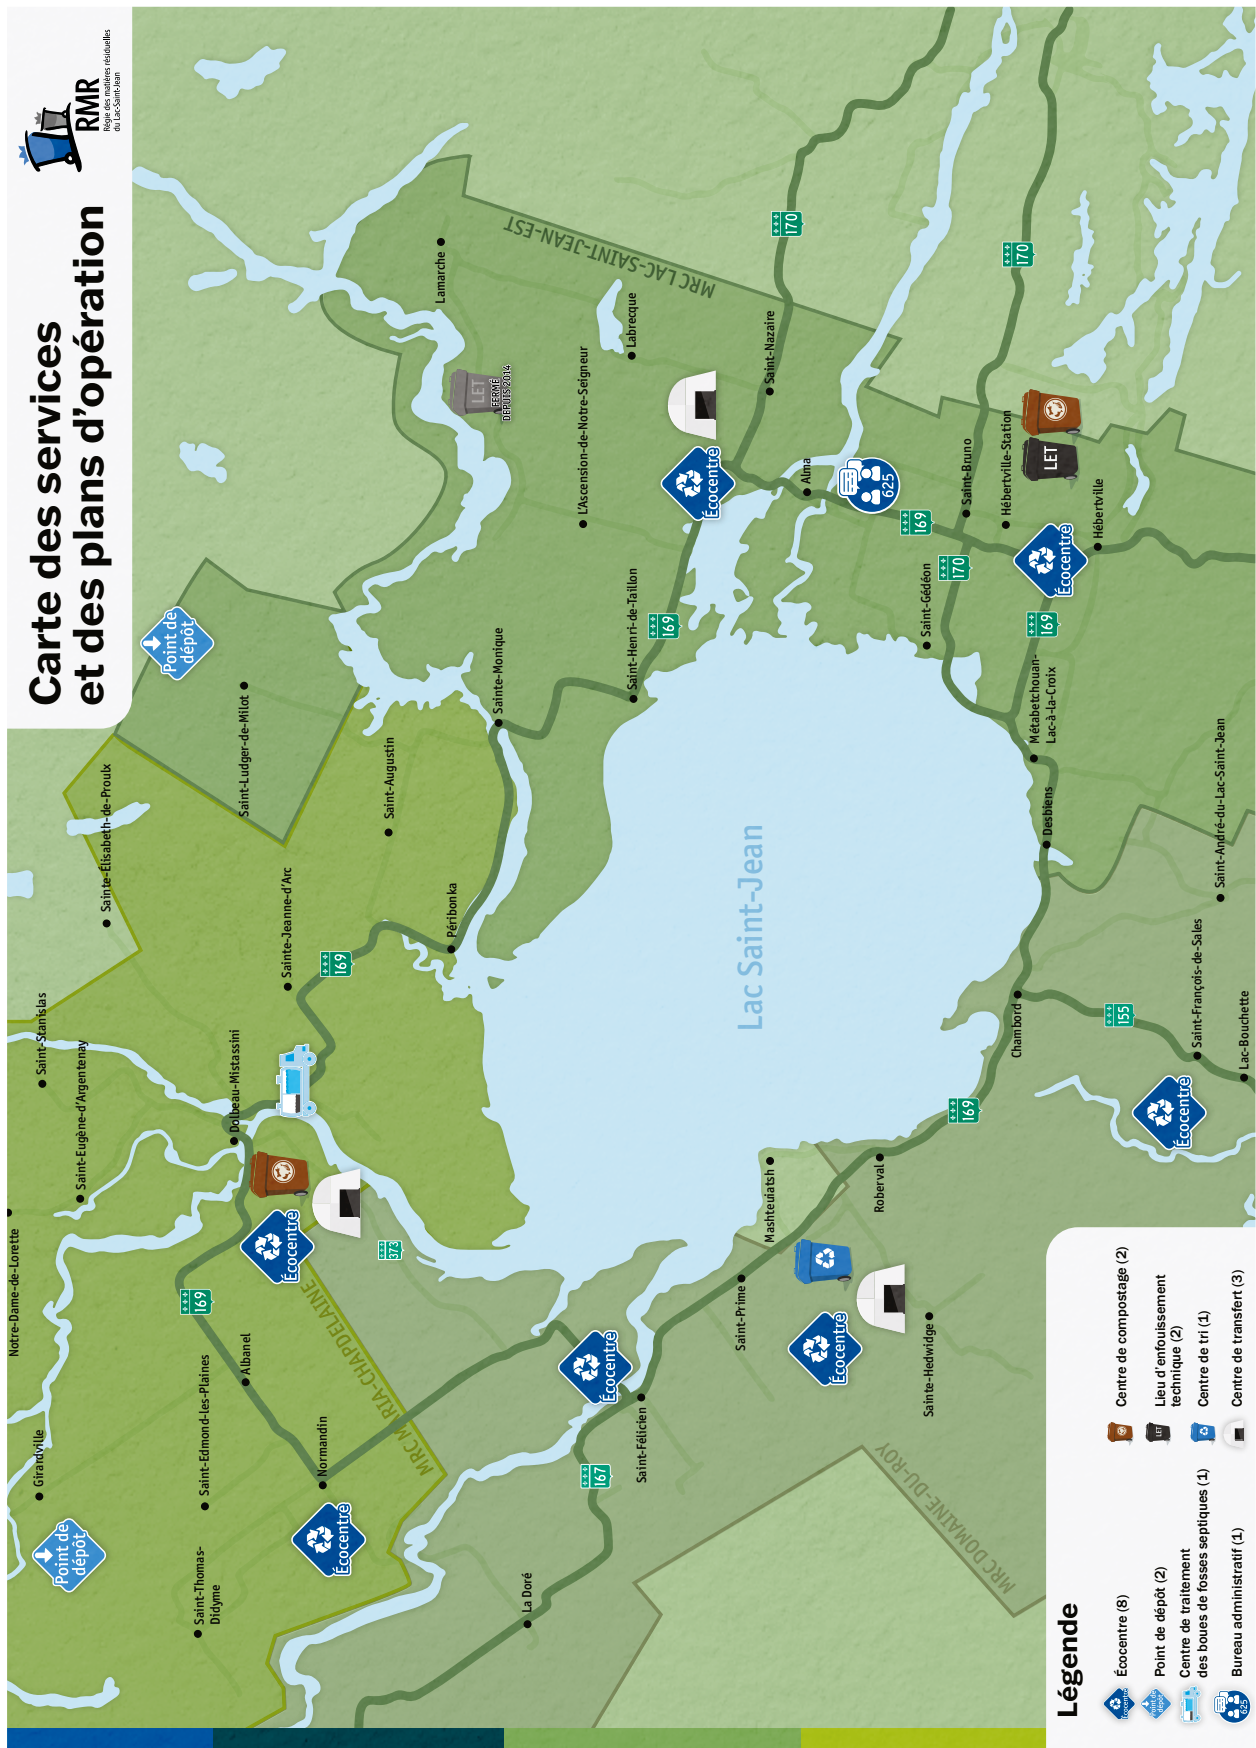 Carte des services
et des plans d'opération
RMR
Régie des matières résiduelles
du Lac-Saint-Jean
Notre-Dame-de-Lorette
Girardville
Saint-Stanislas
Saint-Eugène-d'Argentenay
Sainte-Élisabeth-de-Proulx
Point de
dépôt
Point de
dépôt
Saint-Thomas-
Didyme
Saint-Edmond-les-Plaines
Albanel
169
Dolbeau-Mistassini
Saint-Ludger-de-Milot
Sainte-Jeanne-d'Arc
Écocentre
Normandin
Écocentre
MRC MARIA-CHAPDELAINE
373
169
Saint-Augustin
Péribonka
Sainte-Monique
Lamarche
LET
FERMÉ
DEPUIS 2014
MRC LAC-SAINT-JEAN-EST
L'Ascension-de-Notre-Seigneur
Labrecque
Saint-Henri-de-Taillon
169
Écocentre
Saint-Nazaire
170
Alma
625
169
La Doré
167
Écocentre
Saint-Félicien
Saint-Prime
Mashteuiatsh
Lac Saint-Jean
Écocentre
Roberval
Sainte-Hedwidge
MRC DOMAINE-DU-ROY
169
Saint-Gédéon
170
Saint-Bruno
Hébertville-Station
170
LET
Écocentre
Hébertville
169
Métabetchouan-
Lac-à-la-Croix
Desbiens
Chambord
155
Saint-André-du-Lac-Saint-Jean
Saint-François-de-Sales
Lac-Bouchette
Écocentre
Légende
Écocentre
Écocentre (8)
Point de
dépôt
Point de dépôt (2)
Centre de traitement
des boues de fosses septiques (1)
625
Bureau administratif (1)
Centre de compostage (2)
LET
Lieu d'enfouissement
technique (2)
Centre de tri (1)
Centre de transfert (3)